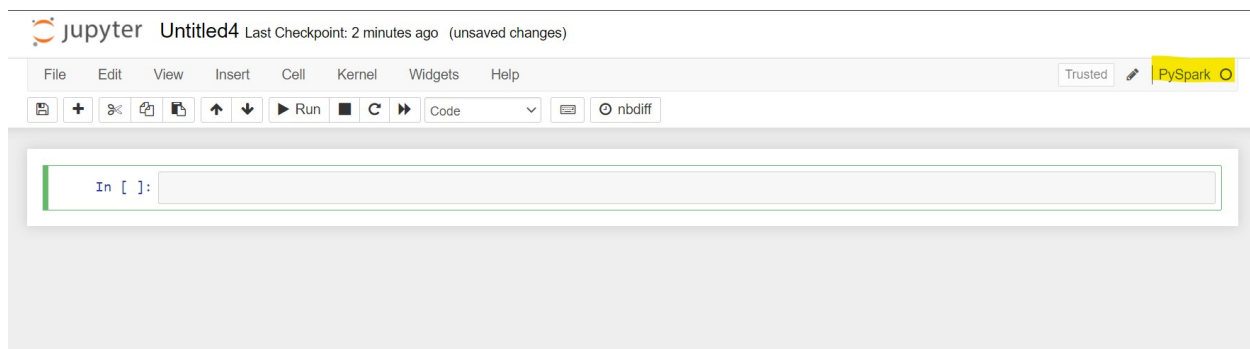 jupyter Untitled4 Last Checkpoint: 2 minutes ago (unsaved changes)
File Edit View Insert Cell Kernel Widgets Help Trusted PySpark
Run Code nbdiff
In [ ]: